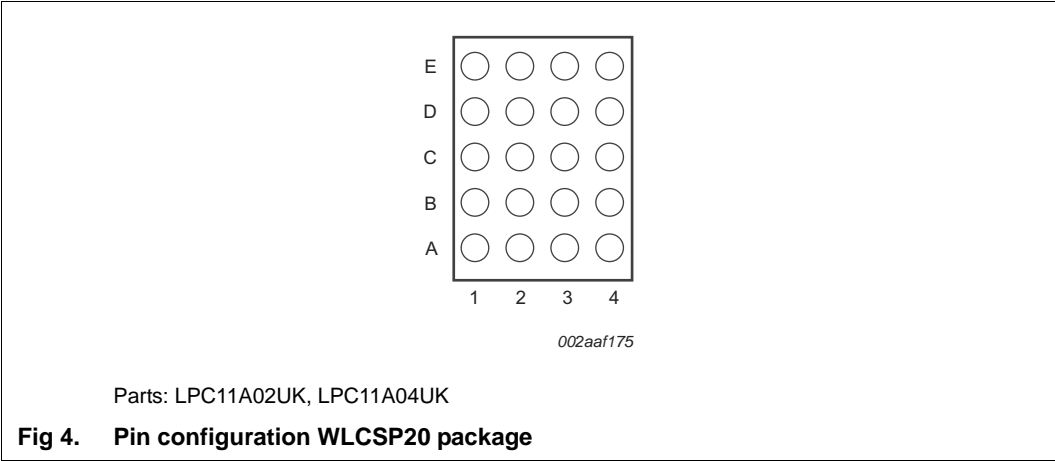 E
D
C
B
A
1 2 3 4
002aaf175
Parts: LPC11A02UK, LPC11A04UK
Fig 4. Pin configuration WLCSP20 package